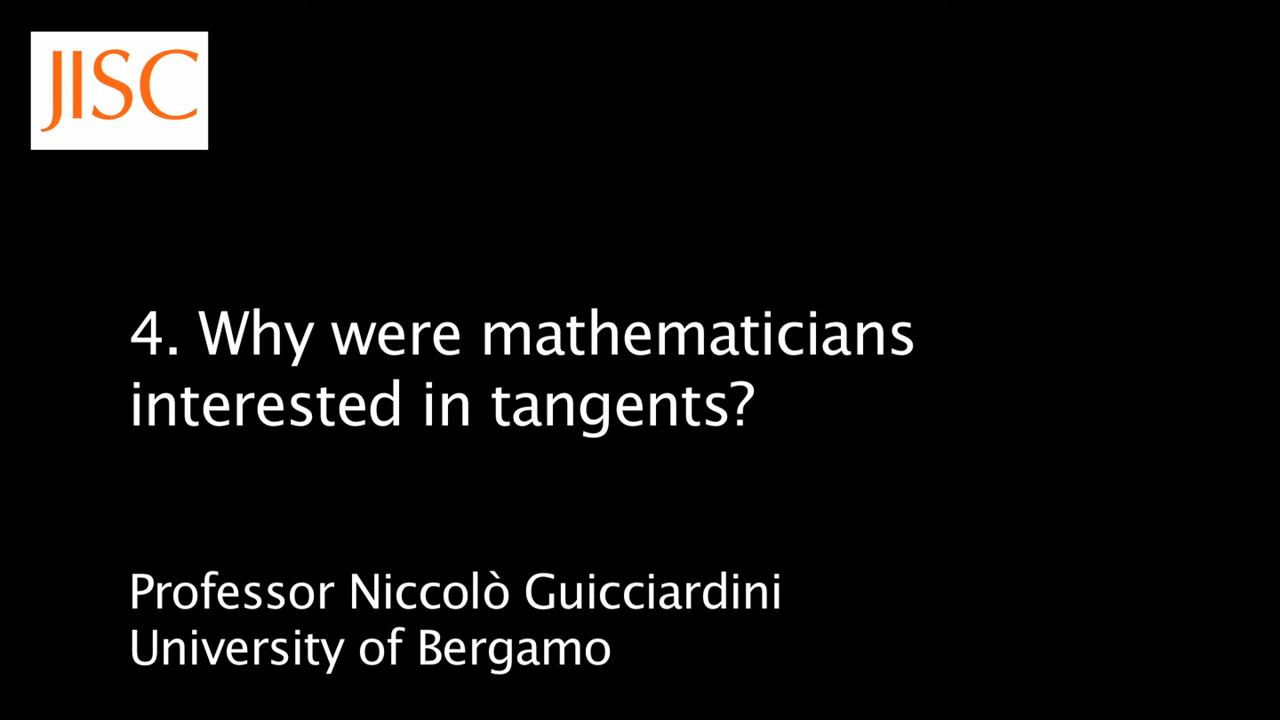 JISC
4. Why were mathematicians
interested in tangents?
Professor Niccolò Guicciardini
University of Bergamo